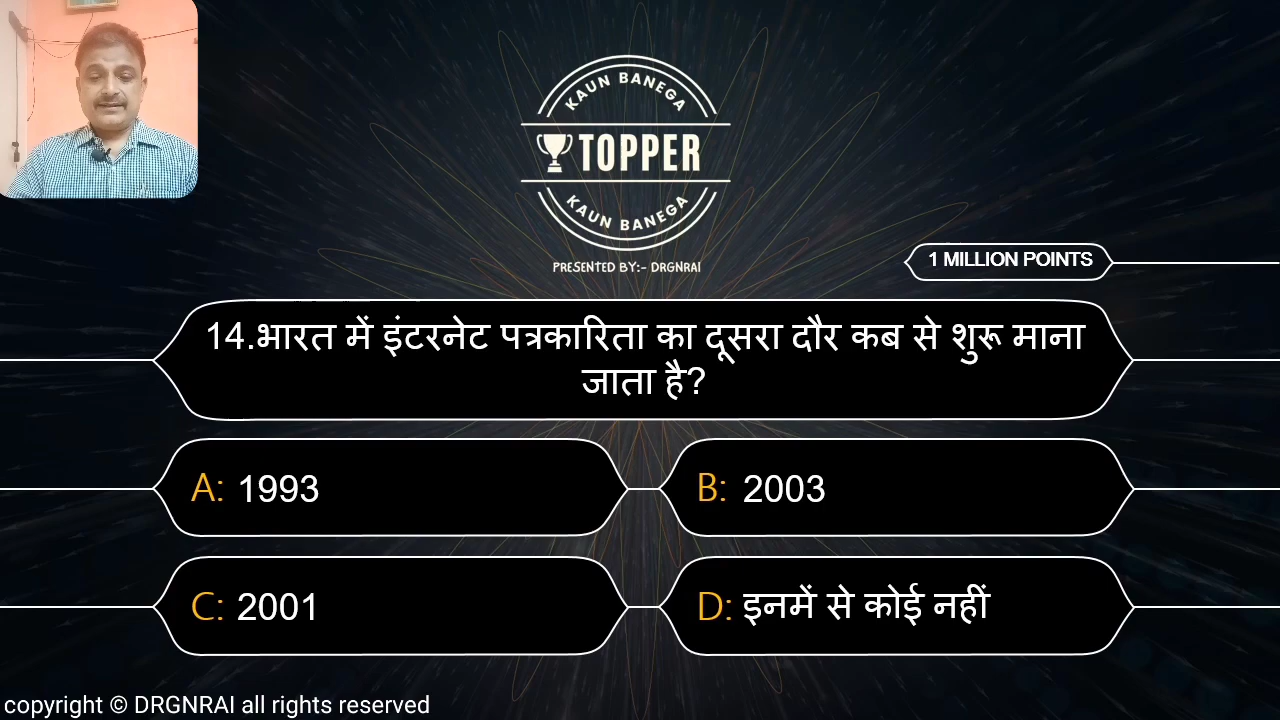 KAUN BANEGA
TOPPER
KAUN BANEGA
PRESENTED BY:- DRGNRAI
1 MILLION POINTS
14.भारत में इंटरनेट पत्रकारिता का दूसरा दौर कब से शुरू माना
जाता है?
A: 1993
B: 2003
C: 2001
D: इनमें से कोई नहीं
copyright © DRGNRAI all rights reserved